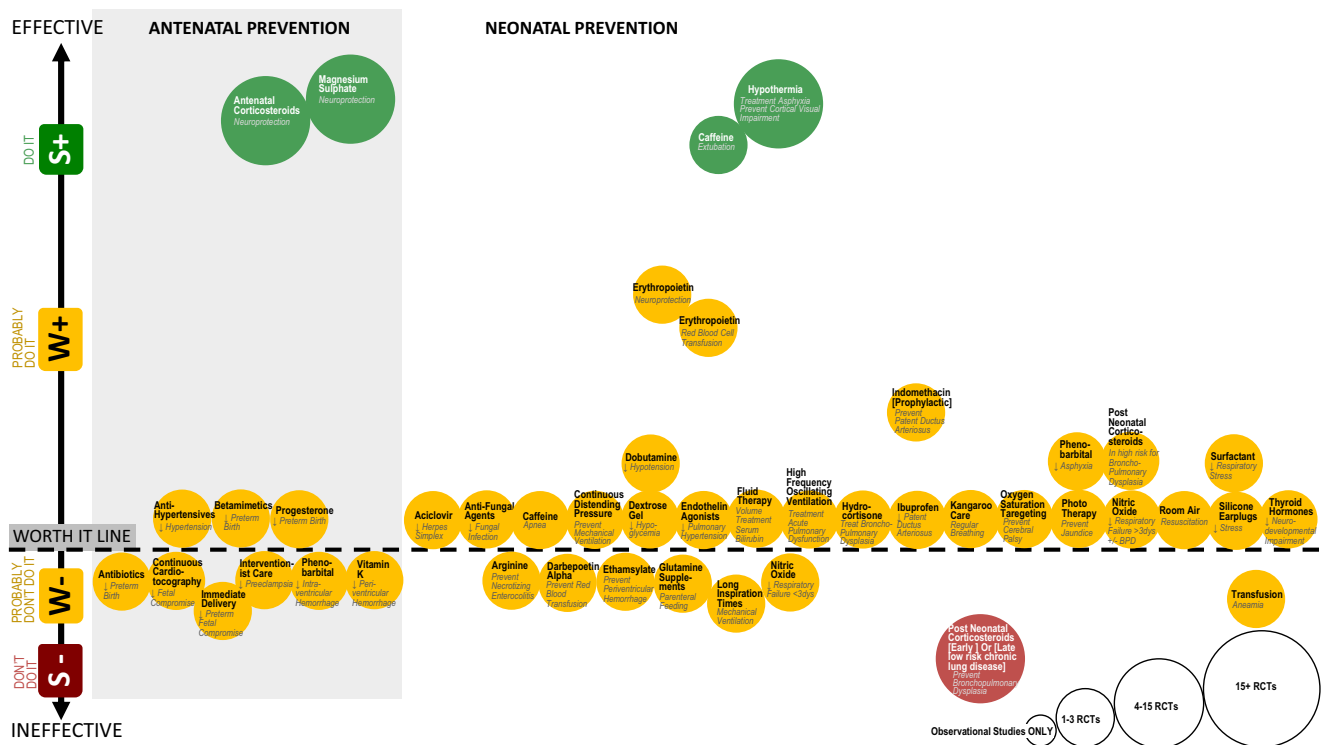 EFFECTIVE
ANTENATAL PREVENTION
NEONATAL PREVENTION
DO IT
S+
PROBABLY
DO IT
W+
WORTH IT LINE
PROBABLY
DON'T DO IT
W-
DON'T
DO IT
S -
INEFFECTIVE
Antenatal
Corticosteroids
Neuroprotection
Magnesium
Sulphate
Neuroprotection
Hypothermia
Treatment Asphyxia
Prevent Cortical Visual
Impairment
Caffeine
Extubation
Erythropoietin
Neuroprotection
Erythropoietin
Red Blood Cell
Transfusion
Indomethacin
[Prophylactic]
Prevent
Patent Ductus
Arteriosus
Dobutamine
↓ Hypotension
Pheno-
barbital
↓ Asphyxia
Post
Neonatal
Cortico-
steroids
In high risk for
Broncho-
Pulmonary
Dysplasia
Surfactant
↓ Respiratory
Stress
Anti-
Hypertensives
↓ Hypertension
Betamimetics
↓ Preterm
Birth
Progesterone
↓ Preterm Birth
Aciclovir
↓ Herpes
Simplex
Anti-Fungal
Agents
↓ Fungal
Infection
Caffeine
Apnea
Continuous
Distending
Pressure
Prevent
Mechanical
Ventilation
Dextrose
Gel
↓ Hypo-
glycemia
Endothelin
Agonists
↓ Pulmonary
Hypertension
Fluid
Therapy
Volume
Treatment
Serum
Bilirubin
High
Frequency
Oscillating
Ventilation
Treatment
Acute
Pulmonary
Dysfunction
Hydro-
cortisone
Treat Broncho-
Pulmonary
Dysplasia
Ibuprofen
↓ Patent
Ductus
Arteriosus
Kangaroo
Care
Regular
Breathing
Oxygen
Saturation
Taregeting
Prevent
Cerebral
Palsy
Photo
Therapy
Prevent
Jaundice
Nitric
Oxide
↓ Respiratory
Failure >3dys
+/- BPD
Room Air
Resuscitation
Silicone
Earplugs
↓ Stress
Thyroid
Hormones
↓ Neuro-
developmental
Impairment
Antibiotics
↓ Preterm
Birth
Continuous
Cardio-
tocography
↓ Fetal
Compromise
Immediate
Delivery
↓ Preterm
Fetal
Compromise
Intervention-
ist Care
↓ Preeclampsia
Pheno-
barbital
↓ Intra-
ventricular
Hemorrhage
Vitamin
K
↓ Peri-
ventricular
Hemorrhage
Arginine
Prevent
Necrotizing
Enterocolitis
Darbepoetin
Alpha
Prevent Red
Blood
Transfusion
Ethamsylate
Prevent
Periventricular
Hemorrhage
Glutamine
Supple-
ments
Parenteral
Feeding
Long
Inspiration
Times
Mechanical
Ventilation
Nitric
Oxide
↓ Respiratory
Failure <3dys
Transfusion
Aneamia
Post Neonatal
Corticosteroids
[Early ] Or [Late
low risk chronic
lung disease]
Prevent
Bronchopulmonary
Dysplasia
Observational Studies ONLY
1-3 RCTs
4-15 RCTs
15+ RCTs